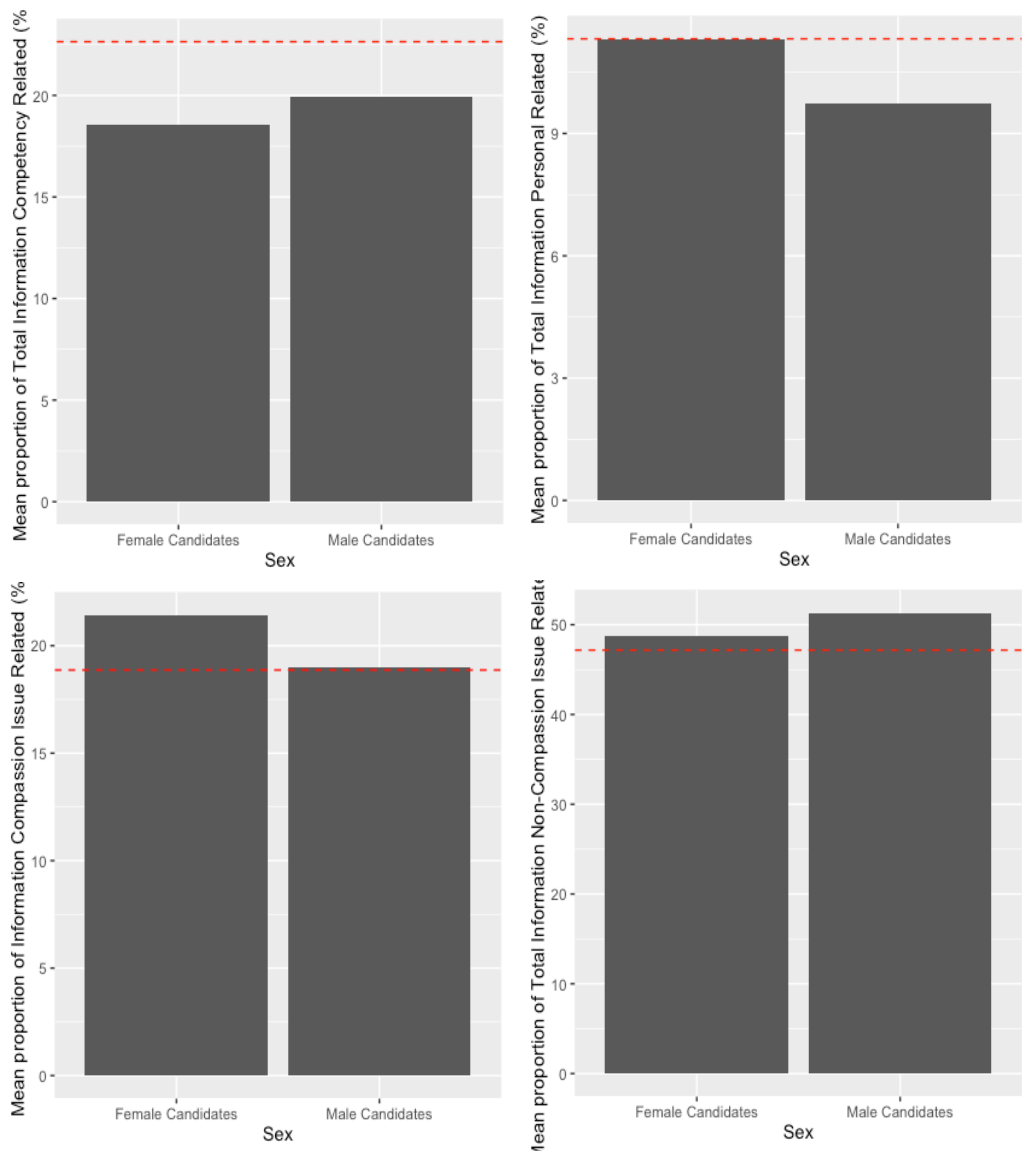 Mean proportion of Total Information Competency Related (%
20
15
10
5
0
Female Candidates
Male Candidates
Sex
Mean proportion of Total Information Personal Related (%)
9
6
3
0
Female Candidates
Male Candidates
Sex
Mean proportion of Information Compassion Issue Related (%
20
15
10
5
0
Female Candidates
Male Candidates
Sex
Mean proportion of Total Information Non-Compassion Issue Relate
50
40
30
20
10
0
Female Candidates
Male Candidates
Sex